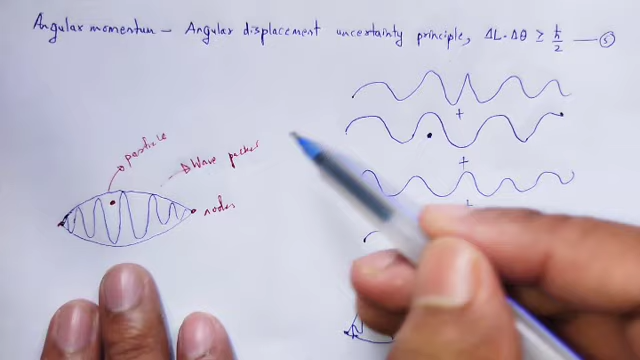 Angular momentum – Angular displacement uncertainty principle, ΔL·Δθ ≥ ħ/2 —— ⑤
particle
Wave packet
nodes
+
+
+